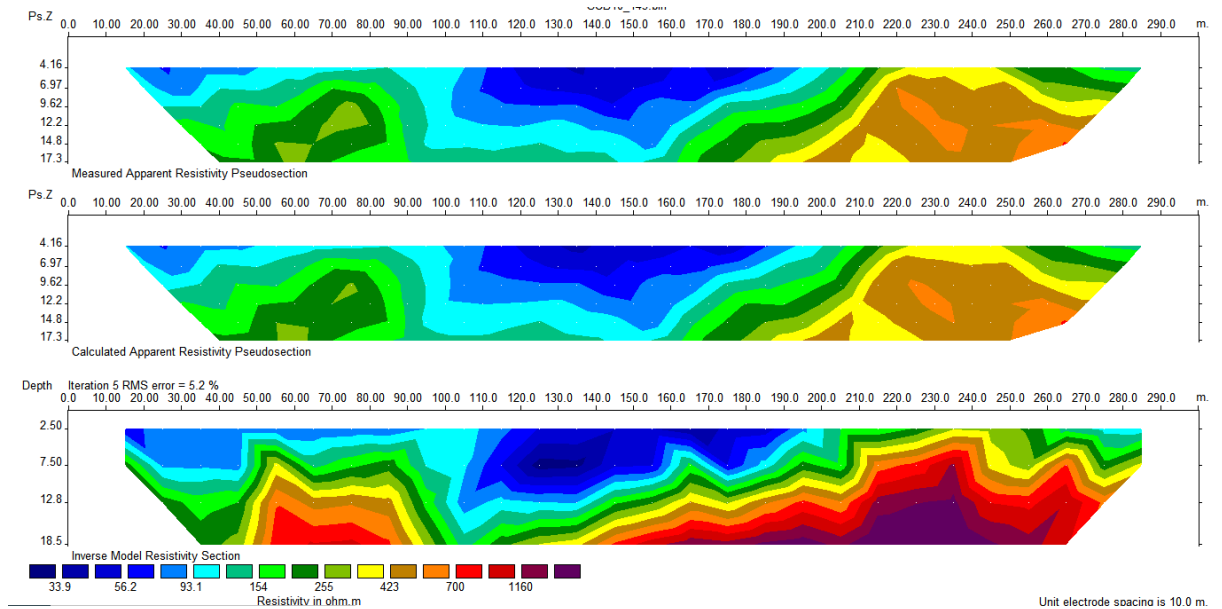 Ps.Z
0.0 10.00 20.00 30.00 40.00 50.00 60.00 70.00 80.00 90.00 100.0 110.0 120.0 130.0 140.0 150.0 160.0 170.0 180.0 190.0 200.0 210.0 220.0 230.0 240.0 250.0 260.0 270.0 280.0 290.0 m.
4.16
6.97
9.62
12.2
14.8
17.3
Measured Apparent Resistivity Pseudosection
Ps.Z
0.0 10.00 20.00 30.00 40.00 50.00 60.00 70.00 80.00 90.00 100.0 110.0 120.0 130.0 140.0 150.0 160.0 170.0 180.0 190.0 200.0 210.0 220.0 230.0 240.0 250.0 260.0 270.0 280.0 290.0 m.
4.16
6.97
9.62
12.2
14.8
17.3
Calculated Apparent Resistivity Pseudosection
Depth Iteration 5 RMS error = 5.2 %
0.0 10.00 20.00 30.00 40.00 50.00 60.00 70.00 80.00 90.00 100.0 110.0 120.0 130.0 140.0 150.0 160.0 170.0 180.0 190.0 200.0 210.0 220.0 230.0 240.0 250.0 260.0 270.0 280.0 290.0 m.
2.50
7.50
12.8
18.5
Inverse Model Resistivity Section
33.9 56.2 93.1 154 255 423 700 1160
Resistivity in ohm.m
Unit electrode spacing is 10.0 m.